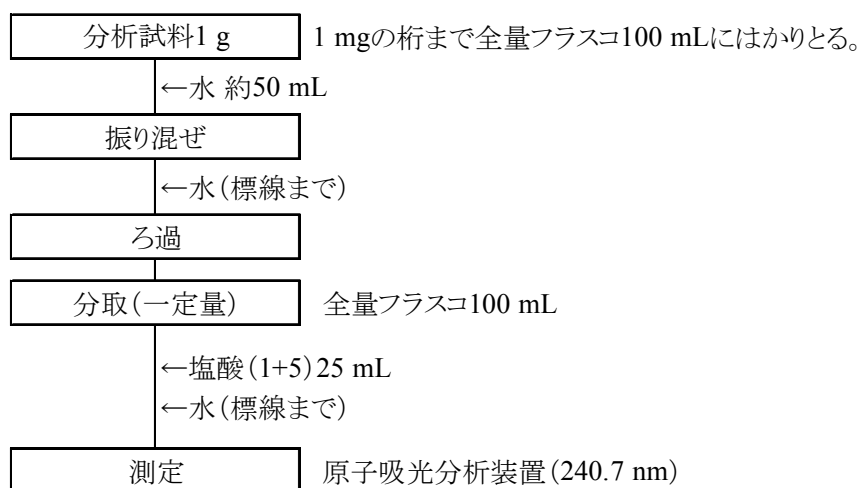 分析試料1 g 1 mgの桁まで全量フラスコ100 mLにはかりとる。
←水 約50 mL
振り混ぜ
←水(標線まで)
ろ過
分取(一定量) 全量フラスコ100 mL
←塩酸(1+5)25 mL
←水(標線まで)
測定 原子吸光分析装置(240.7 nm)